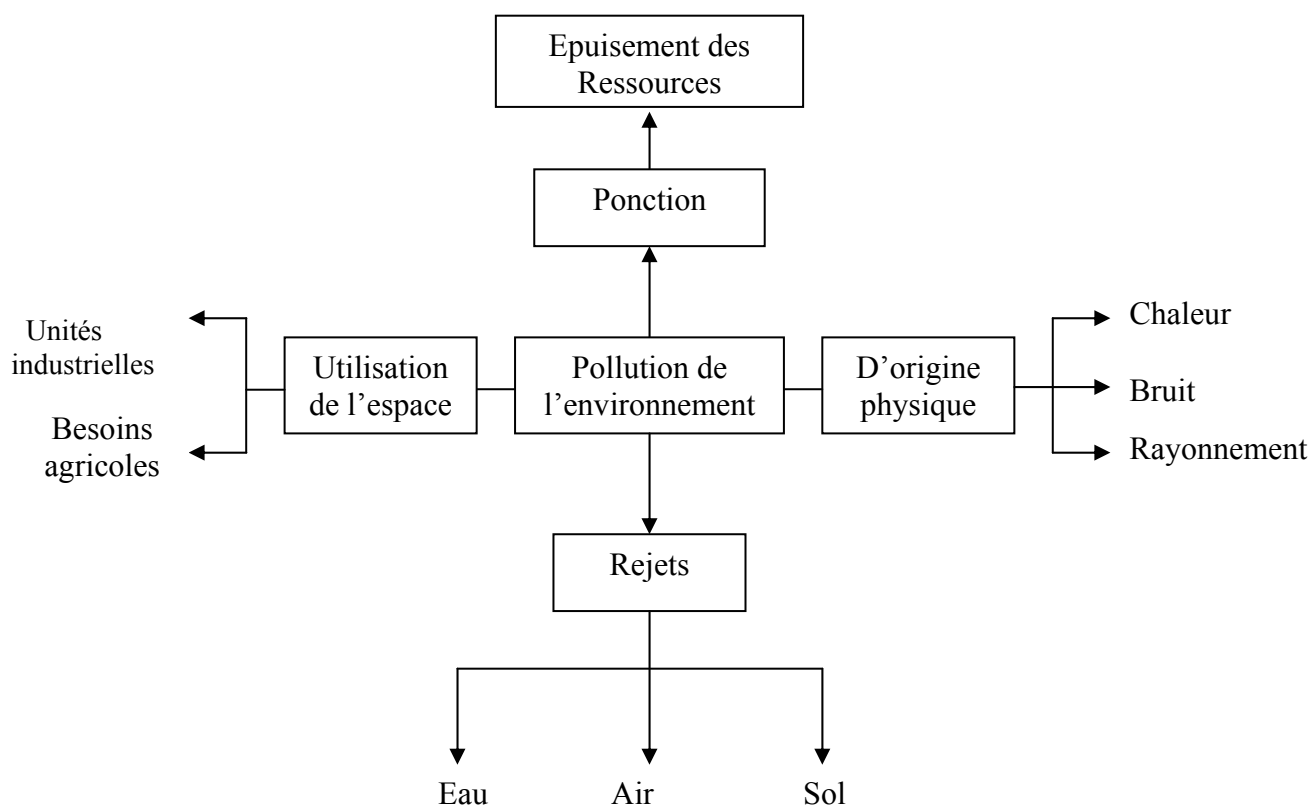 Epuisement des
Ressources
Ponction
Unités
industrielles
Besoins
agricoles
Utilisation
de l’espace
Pollution de
l’environnement
D’origine
physique
Chaleur
Bruit
Rayonnement
Rejets
Eau
Air
Sol